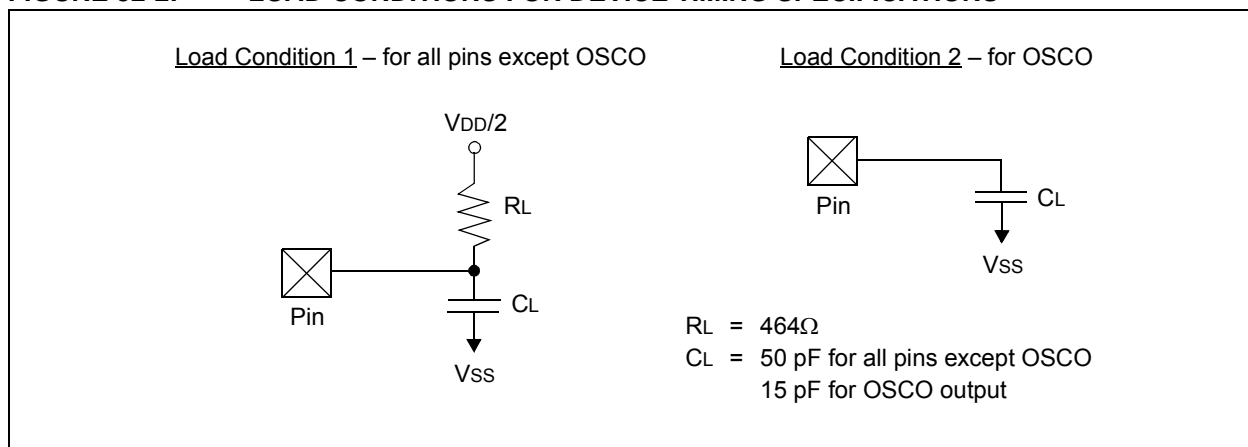 Load Condition 1 – for all pins except OSCO
Load Condition 2 – for OSCO
VDD/2
RL
Pin
CL
VSS
Pin
CL
VSS
RL = 464Ω
CL = 50 pF for all pins except OSCO
15 pF for OSCO output